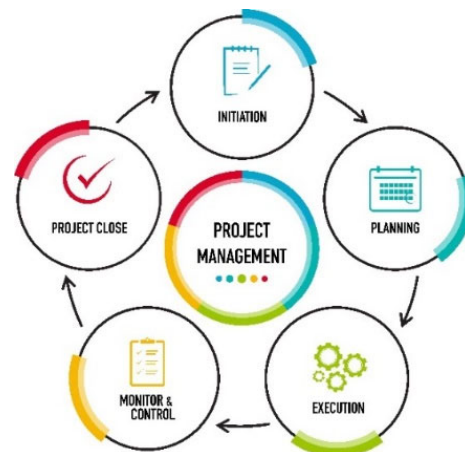 INITIATION
PLANNING
EXECUTION
MONITOR &
CONTROL
PROJECT CLOSE
PROJECT
MANAGEMENT